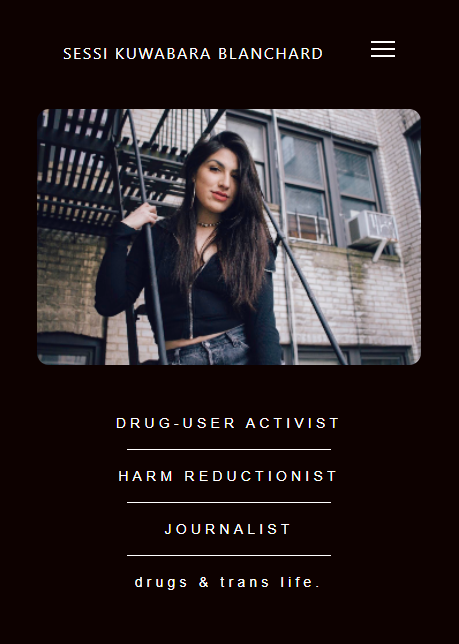 SESSI KUWABARA BLANCHARD
DRUG-USER ACTIVIST
HARM REDUCTIONIST
JOURNALIST
drugs & trans life.